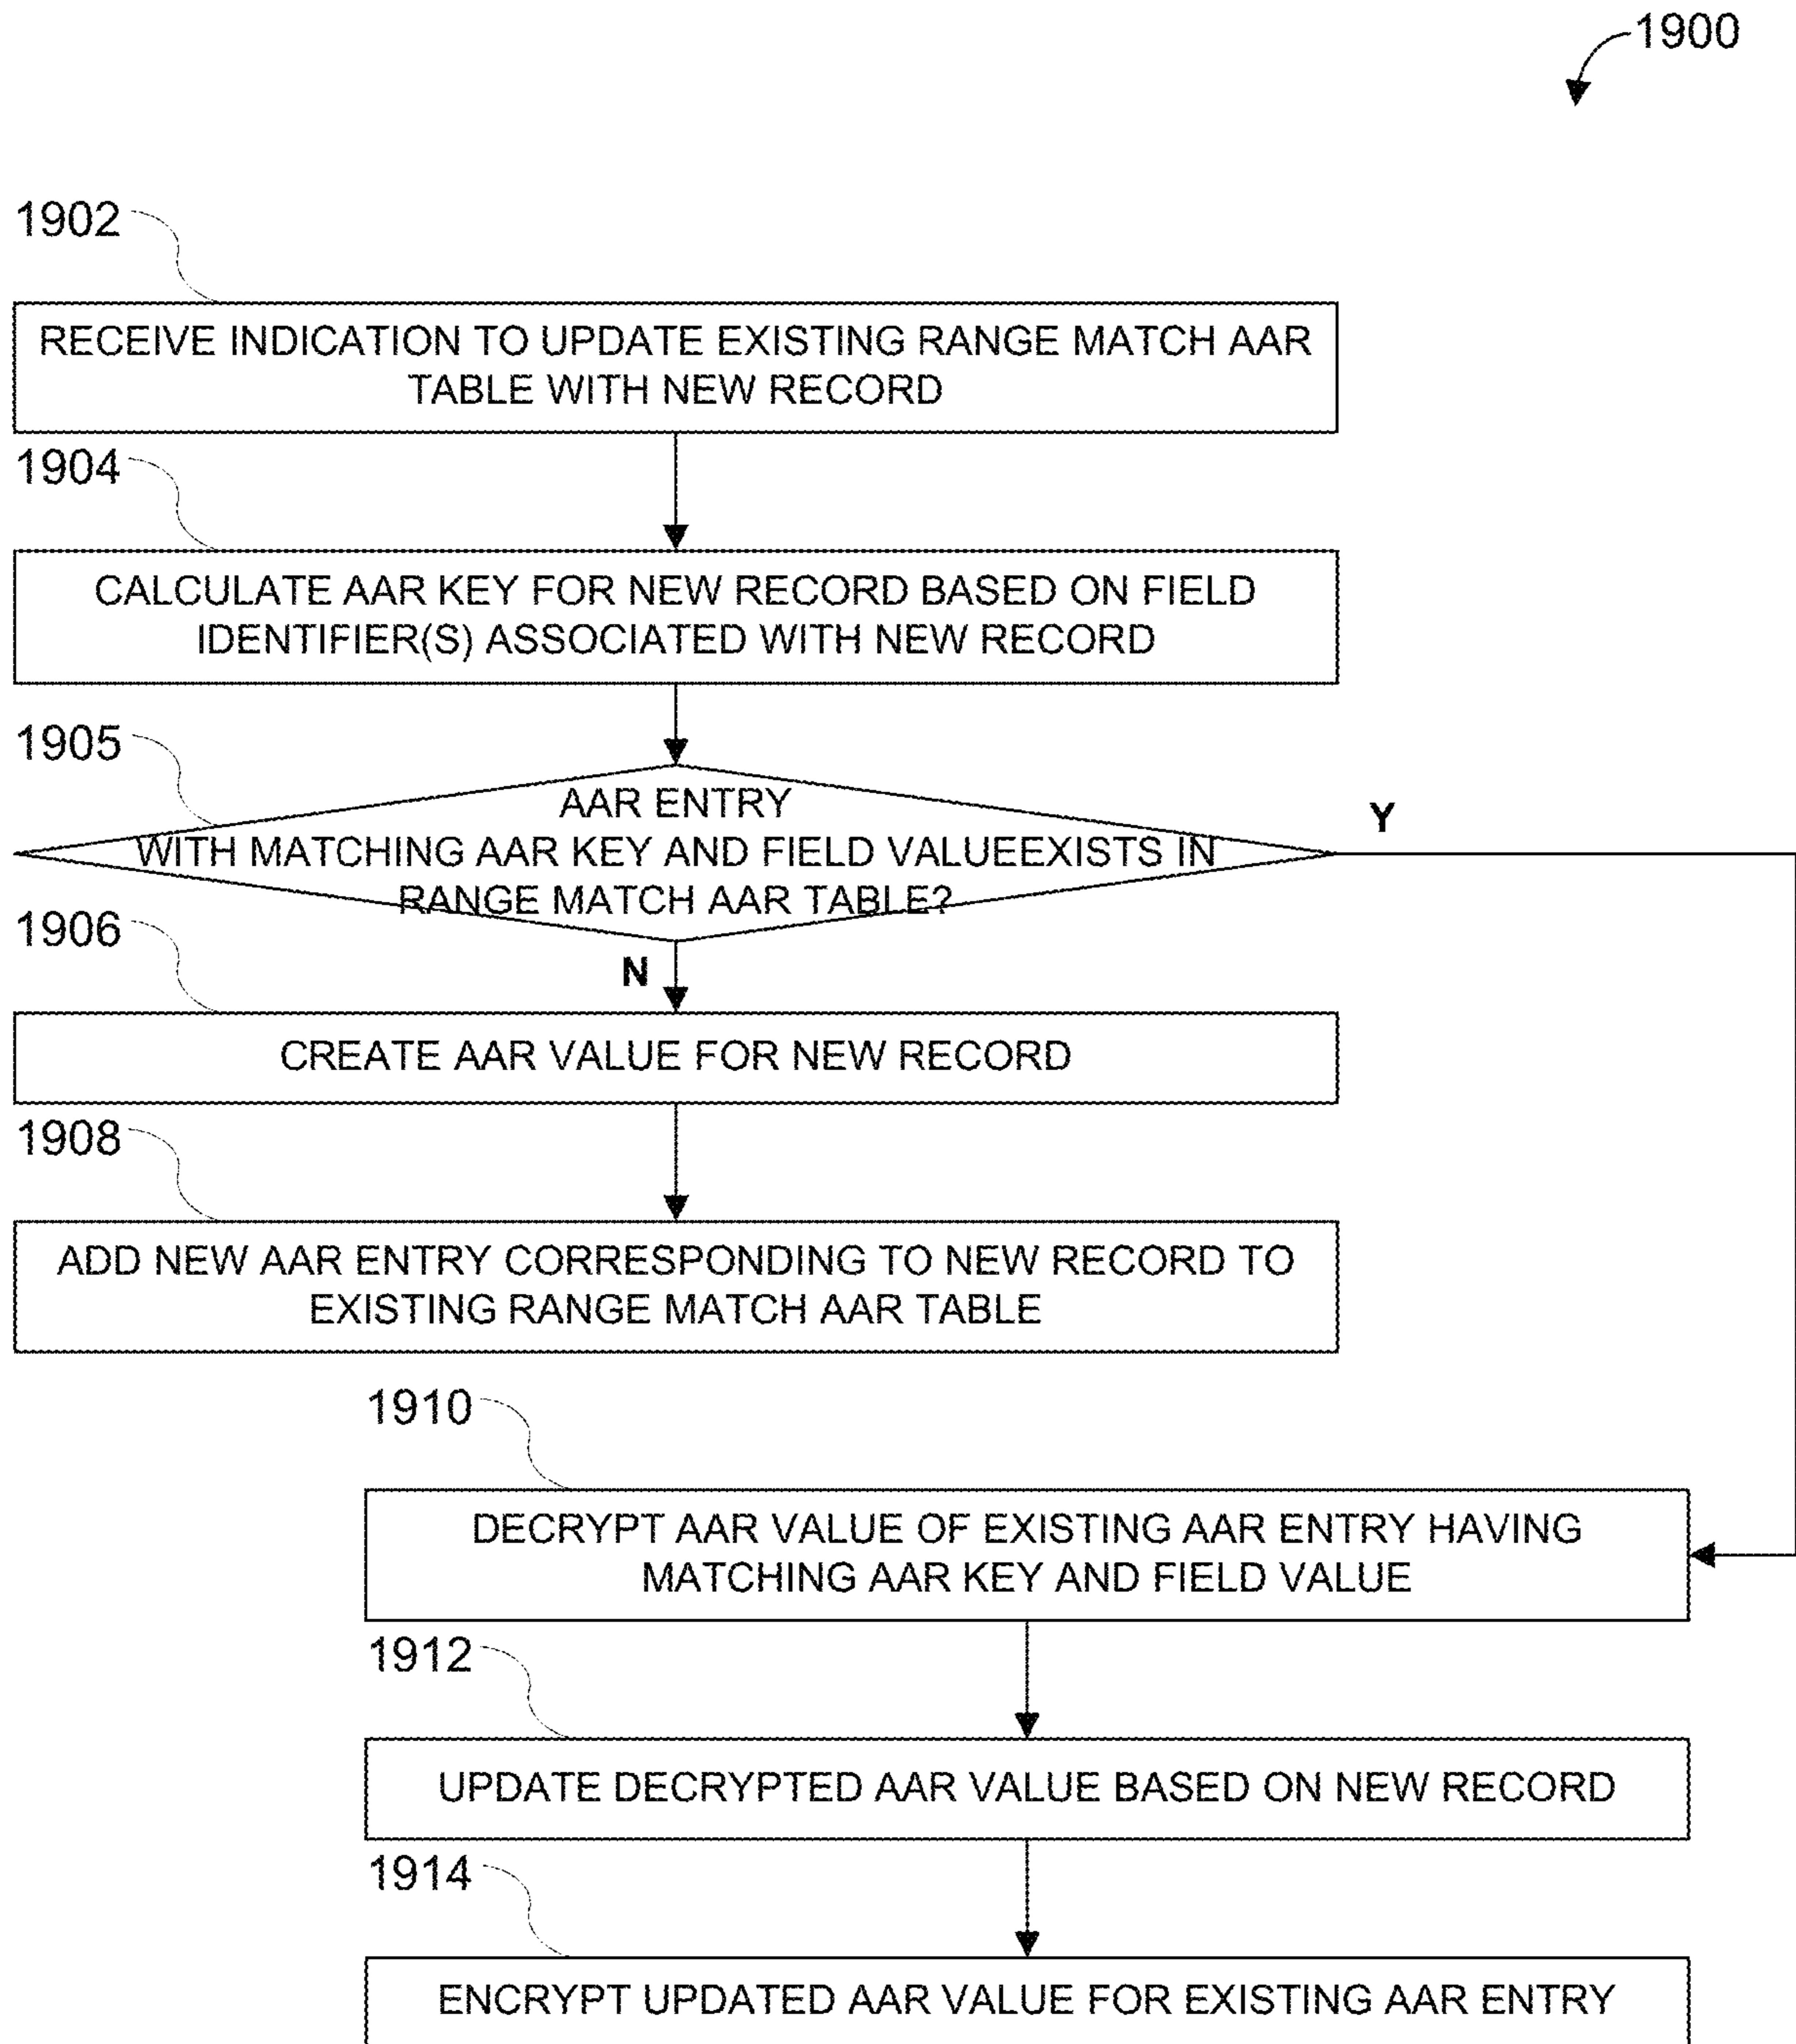 1900
1902
RECEIVE INDICATION TO UPDATE EXISTING RANGE MATCH AAR
TABLE WITH NEW RECORD
1904
CALCULATE AAR KEY FOR NEW RECORD BASED ON FIELD
IDENTIFIER(S) ASSOCIATED WITH NEW RECORD
1905
AAR ENTRY
WITH MATCHING AAR KEY AND FIELD VALUEEXISTS IN
RANGE MATCH AAR TABLE?
Y
1906
N
CREATE AAR VALUE FOR NEW RECORD
1908
ADD NEW AAR ENTRY CORRESPONDING TO NEW RECORD TO
EXISTING RANGE MATCH AAR TABLE
1910
DECRYPT AAR VALUE OF EXISTING AAR ENTRY HAVING
MATCHING AAR KEY AND FIELD VALUE
1912
UPDATE DECRYPTED AAR VALUE BASED ON NEW RECORD
1914
ENCRYPT UPDATED AAR VALUE FOR EXISTING AAR ENTRY